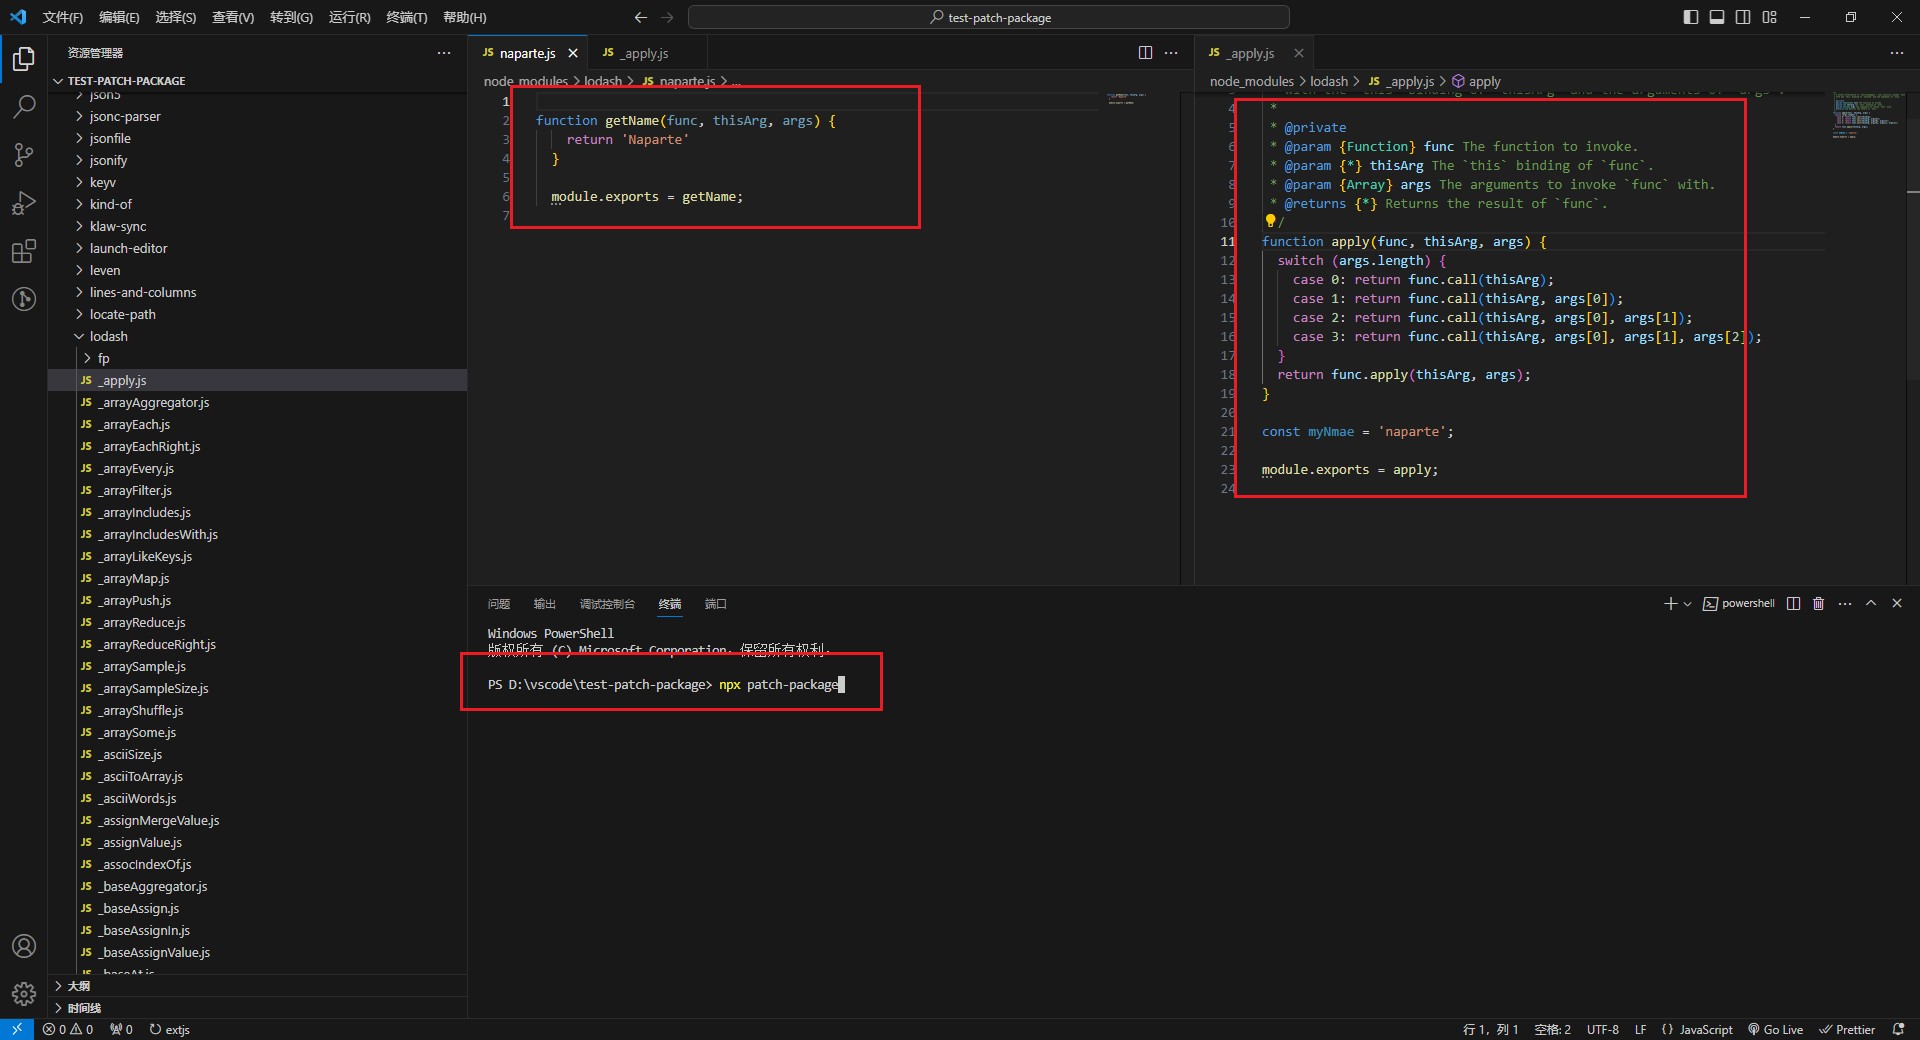 文件(F) 编辑(E) 选择(S) 查看(V) 转到(G) 运行(R) 终端(T) 帮助(H)
test-patch-package
资源管理器
TEST-PATCH-PACKAGE
json5
jsonc-parser
jsonfile
jsonify
keyv
kind-of
klaw-sync
launch-editor
leven
lines-and-columns
locate-path
lodash
fp
JS _apply.js
JS _arrayAggregator.js
JS _arrayEach.js
JS _arrayEachRight.js
JS _arrayEvery.js
JS _arrayFilter.js
JS _arrayIncludes.js
JS _arrayIncludesWith.js
JS _arrayLikeKeys.js
JS _arrayMap.js
JS _arrayPush.js
JS _arrayReduce.js
JS _arrayReduceRight.js
JS _arraySample.js
JS _arraySampleSize.js
JS _arrayShuffle.js
JS _arraySome.js
JS _asciiSize.js
JS _asciiToArray.js
JS _asciiWords.js
JS _assignMergeValue.js
JS _assignValue.js
JS _assocIndexOf.js
JS _baseAggregator.js
JS _baseAssign.js
JS _baseAssignIn.js
JS _baseAssignValue.js
JS _baseAt.js
大纲
时间线
JS naparte.js JS _apply.js
node_modules > lodash > JS naparte.js > ...
1
2 function getName(func, thisArg, args) {
3 return 'Naparte'
4 }
5
6 module.exports = getName;
7
JS _apply.js
node_modules > lodash > JS _apply.js > apply
* with the `this` binding of `thisArg` and the arguments of `args`.
4 *
5 * @private
6 * @param {Function} func The function to invoke.
7 * @param {*} thisArg The `this` binding of `func`.
8 * @param {Array} args The arguments to invoke `func` with.
9 * @returns {*} Returns the result of `func`.
10 /
11 function apply(func, thisArg, args) {
12 switch (args.length) {
13 case 0: return func.call(thisArg);
14 case 1: return func.call(thisArg, args[0]);
15 case 2: return func.call(thisArg, args[0], args[1]);
16 case 3: return func.call(thisArg, args[0], args[1], args[2]);
17 }
18 return func.apply(thisArg, args);
19 }
20
21 const myNmae = 'naparte';
22
23 module.exports = apply;
24
问题 输出 调试控制台 终端 端口
powershell
Windows PowerShell
版权所有 (C) Microsoft Corporation。保留所有权利。
PS D:\vscode\test-patch-package> npx patch-package
0 0 0 extjs
行 1, 列 1 空格: 2 UTF-8 LF {} JavaScript Go Live Prettier